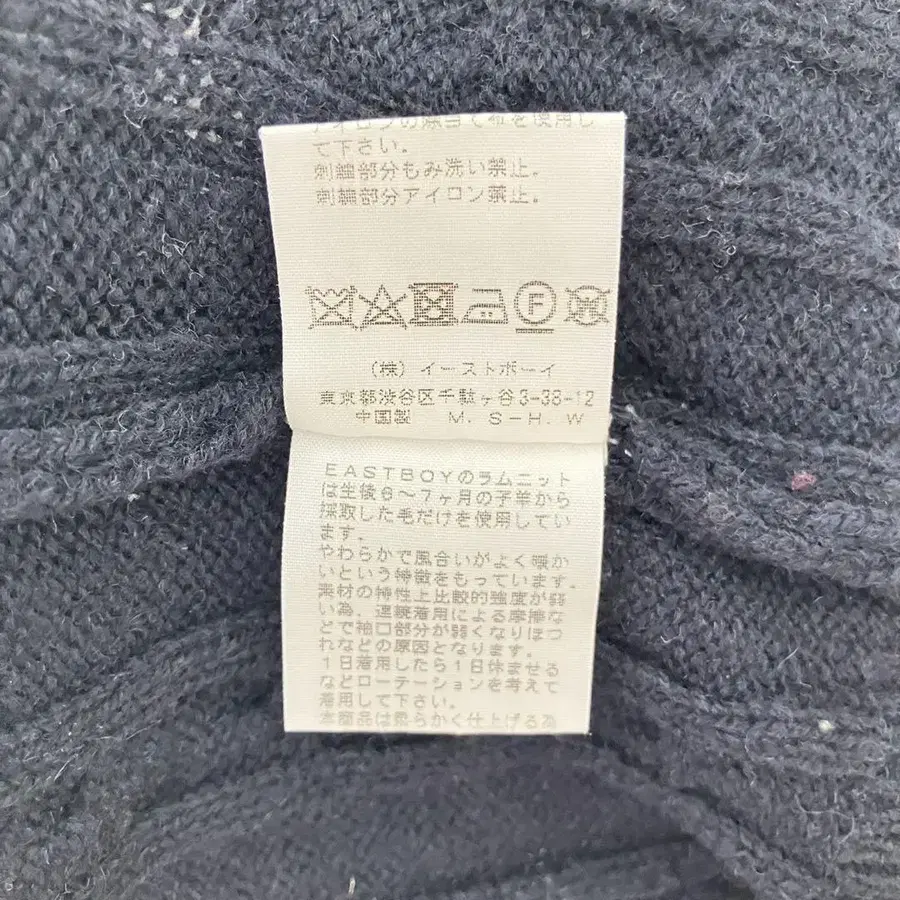 アイロンの際当て布を使用し
て下さい。
刺繍部分もみ洗い禁止。
刺繍部分アイロン禁止。
F
(株)イーストボーイ
東京都渋谷区千駄ヶ谷3-38-12
中国製 M. S-H. W
EASTBOYのラムニット
は生後6~7ヶ月の子羊から
採取した毛だけを使用してい
ます。
やわらかで風合いがよく暖か
いという特徴をもっています。
素材の特性上比較的強度が弱
い為、連続着用による摩擦な
どで袖口部分が弱くなりほつ
れなどの原因となります。
1日着用したら1日休ませる
などローテーションを考えて
着用して下さい。
本商品は柔らかく仕上げる為